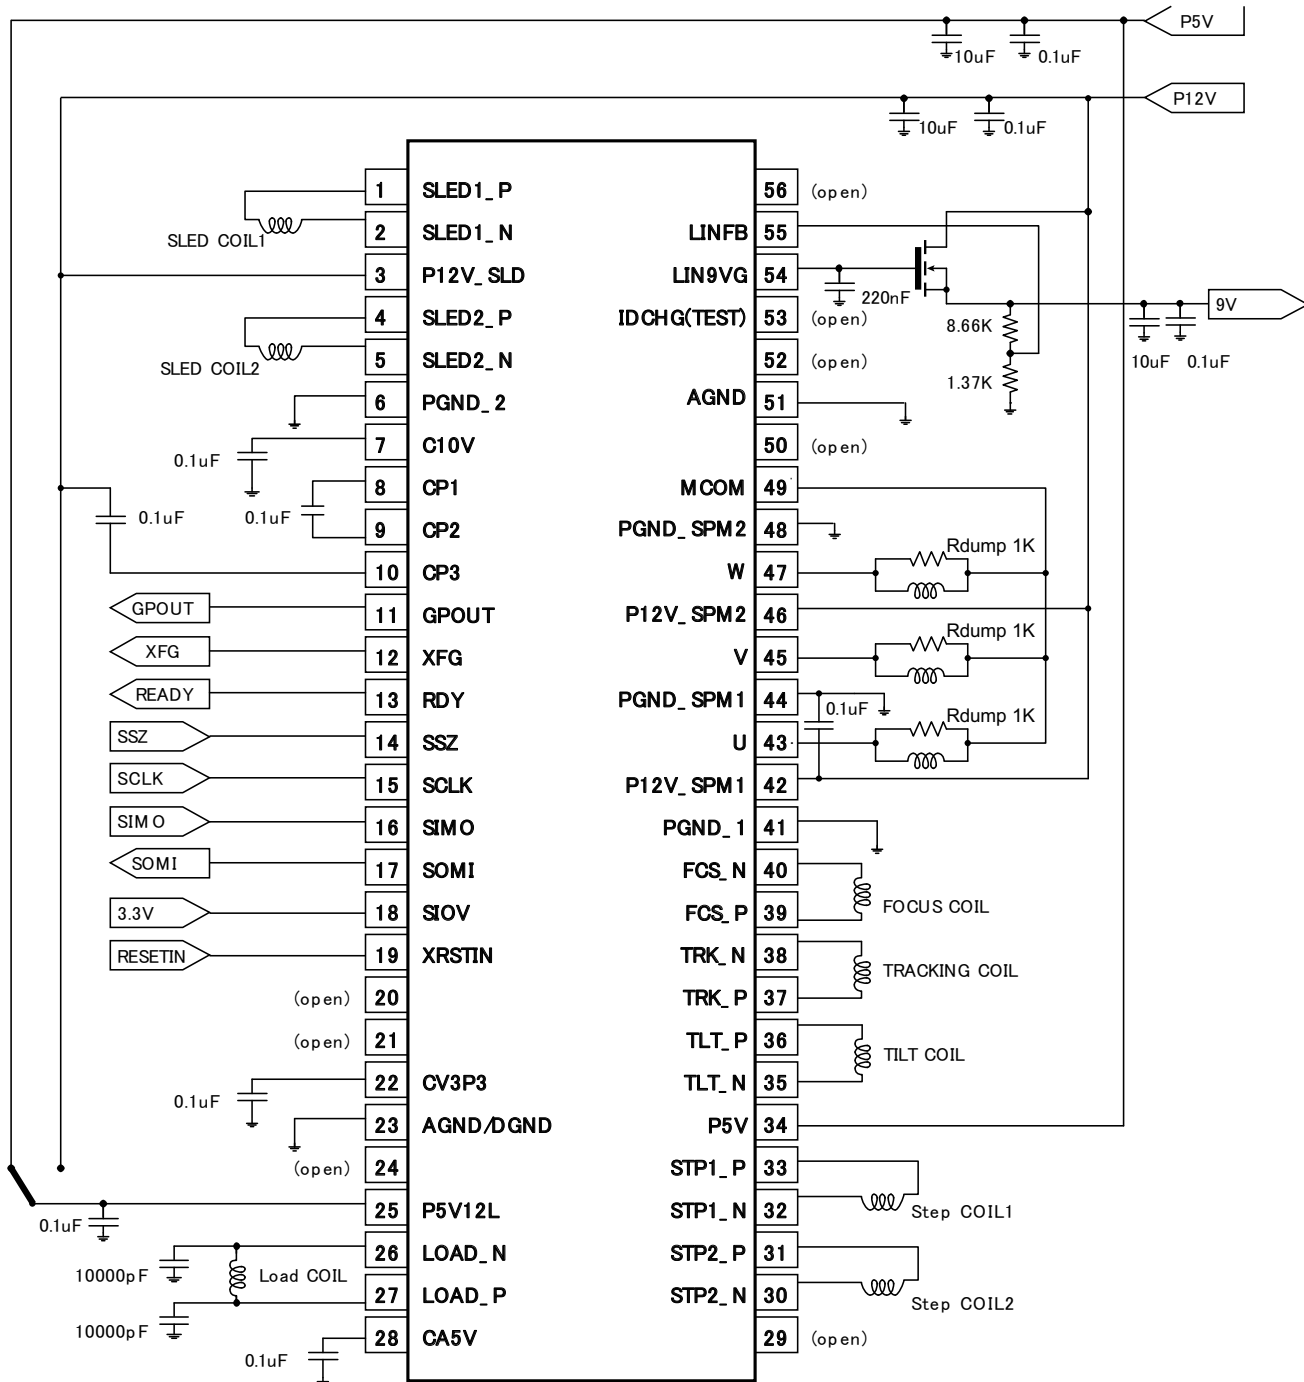 P5V
10uF 0.1uF
P12V
10uF 0.1uF
1 SLED1_P
56 (open)
SLED COIL1
2 SLED1_N
LINFB 55
3 P12V_SLD
LIN9VG 54
220nF
9V
4 SLED2_P
IDCHG(TEST) 53
(open)
8.66K
10uF 0.1uF
SLED COIL2
5 SLED2_N
52 (open)
1.37K
6 PGND_2
AGND 51
7 C10V
0.1uF
50 (open)
8 CP1
MCOM 49
0.1uF
0.1uF
9 CP2
PGND_SPM2 48
Rdump 1K
10 CP3
W 47
GPOUT
11 GPOUT
P12V_SPM2 46
Rdump 1K
XFG
12 XFG
V 45
READY
13 RDY
PGND_SPM1 44
0.1uF
Rdump 1K
SSZ
14 SSZ
U 43
SCLK
15 SCLK
P12V_SPM1 42
SIMO
16 SIMO
PGND_1 41
SOMI
17 SOMI
FCS_N 40
FOCUS COIL
3.3V
18 SIOV
FCS_P 39
RESETIN
19 XRSTIN
TRK_N 38
TRACKING COIL
(open) 20
TRK_P 37
(open) 21
TLT_P 36
TILT COIL
0.1uF
22 CV3P3
TLT_N 35
23 AGND/DGND
P5V 34
(open) 24
STP1_P 33
0.1uF
25 P5V12L
STP1_N 32
Step COIL1
10000pF
Load COIL
26 LOAD_N
STP2_P 31
10000pF
27 LOAD_P
STP2_N 30
Step COIL2
0.1uF
28 CA5V
29 (open)